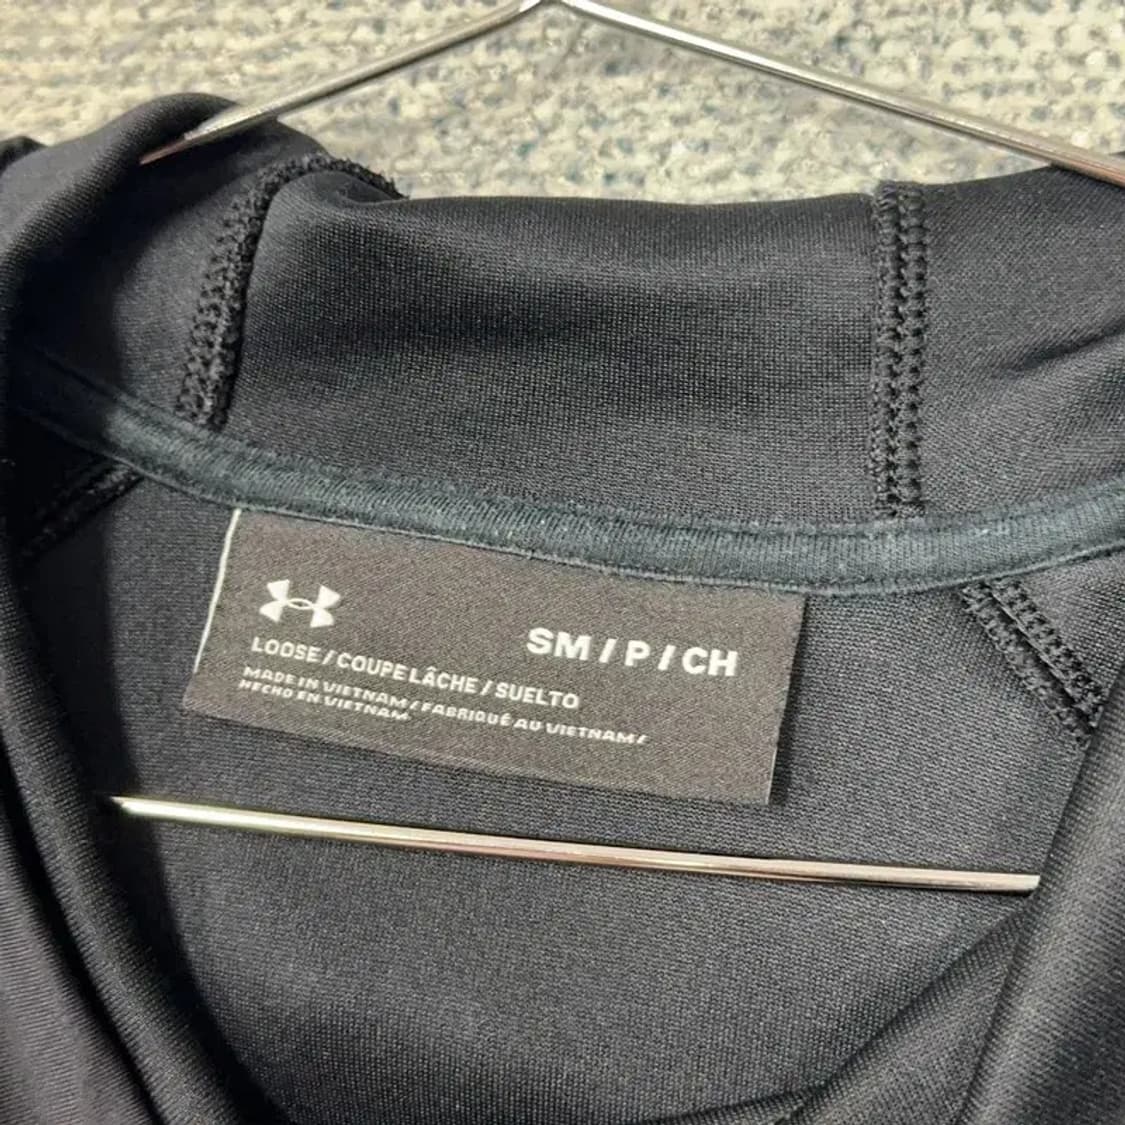 SM / P / CH
LOOSE / COUPE LÂCHE / SUELTO
MADE IN VIETNAM / FABRIQUÉ AU VIETNAM /
HECHO EN VIETNAM